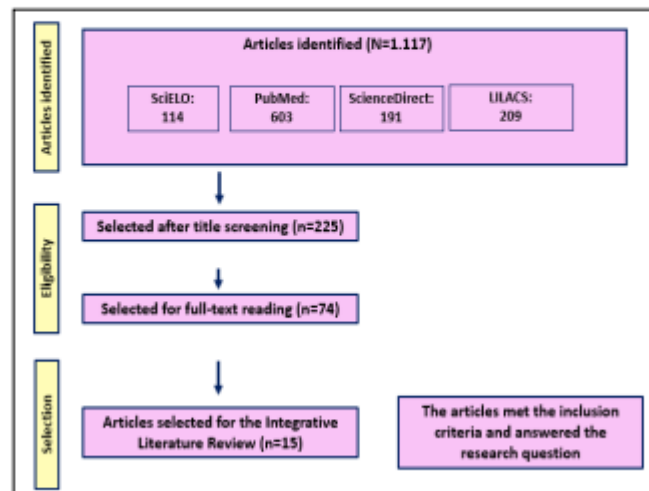 Articles identified
Articles identified (N=1.117)
SciELO:
114
PubMed:
603
ScienceDirect:
191
LILACS:
209
Eligibility
Selected after title screening (n=225)
Selected for full-text reading (n=74)
Selection
Articles selected for the Integrative
Literature Review (n=15)
The articles met the inclusion
criteria and answered the
research question